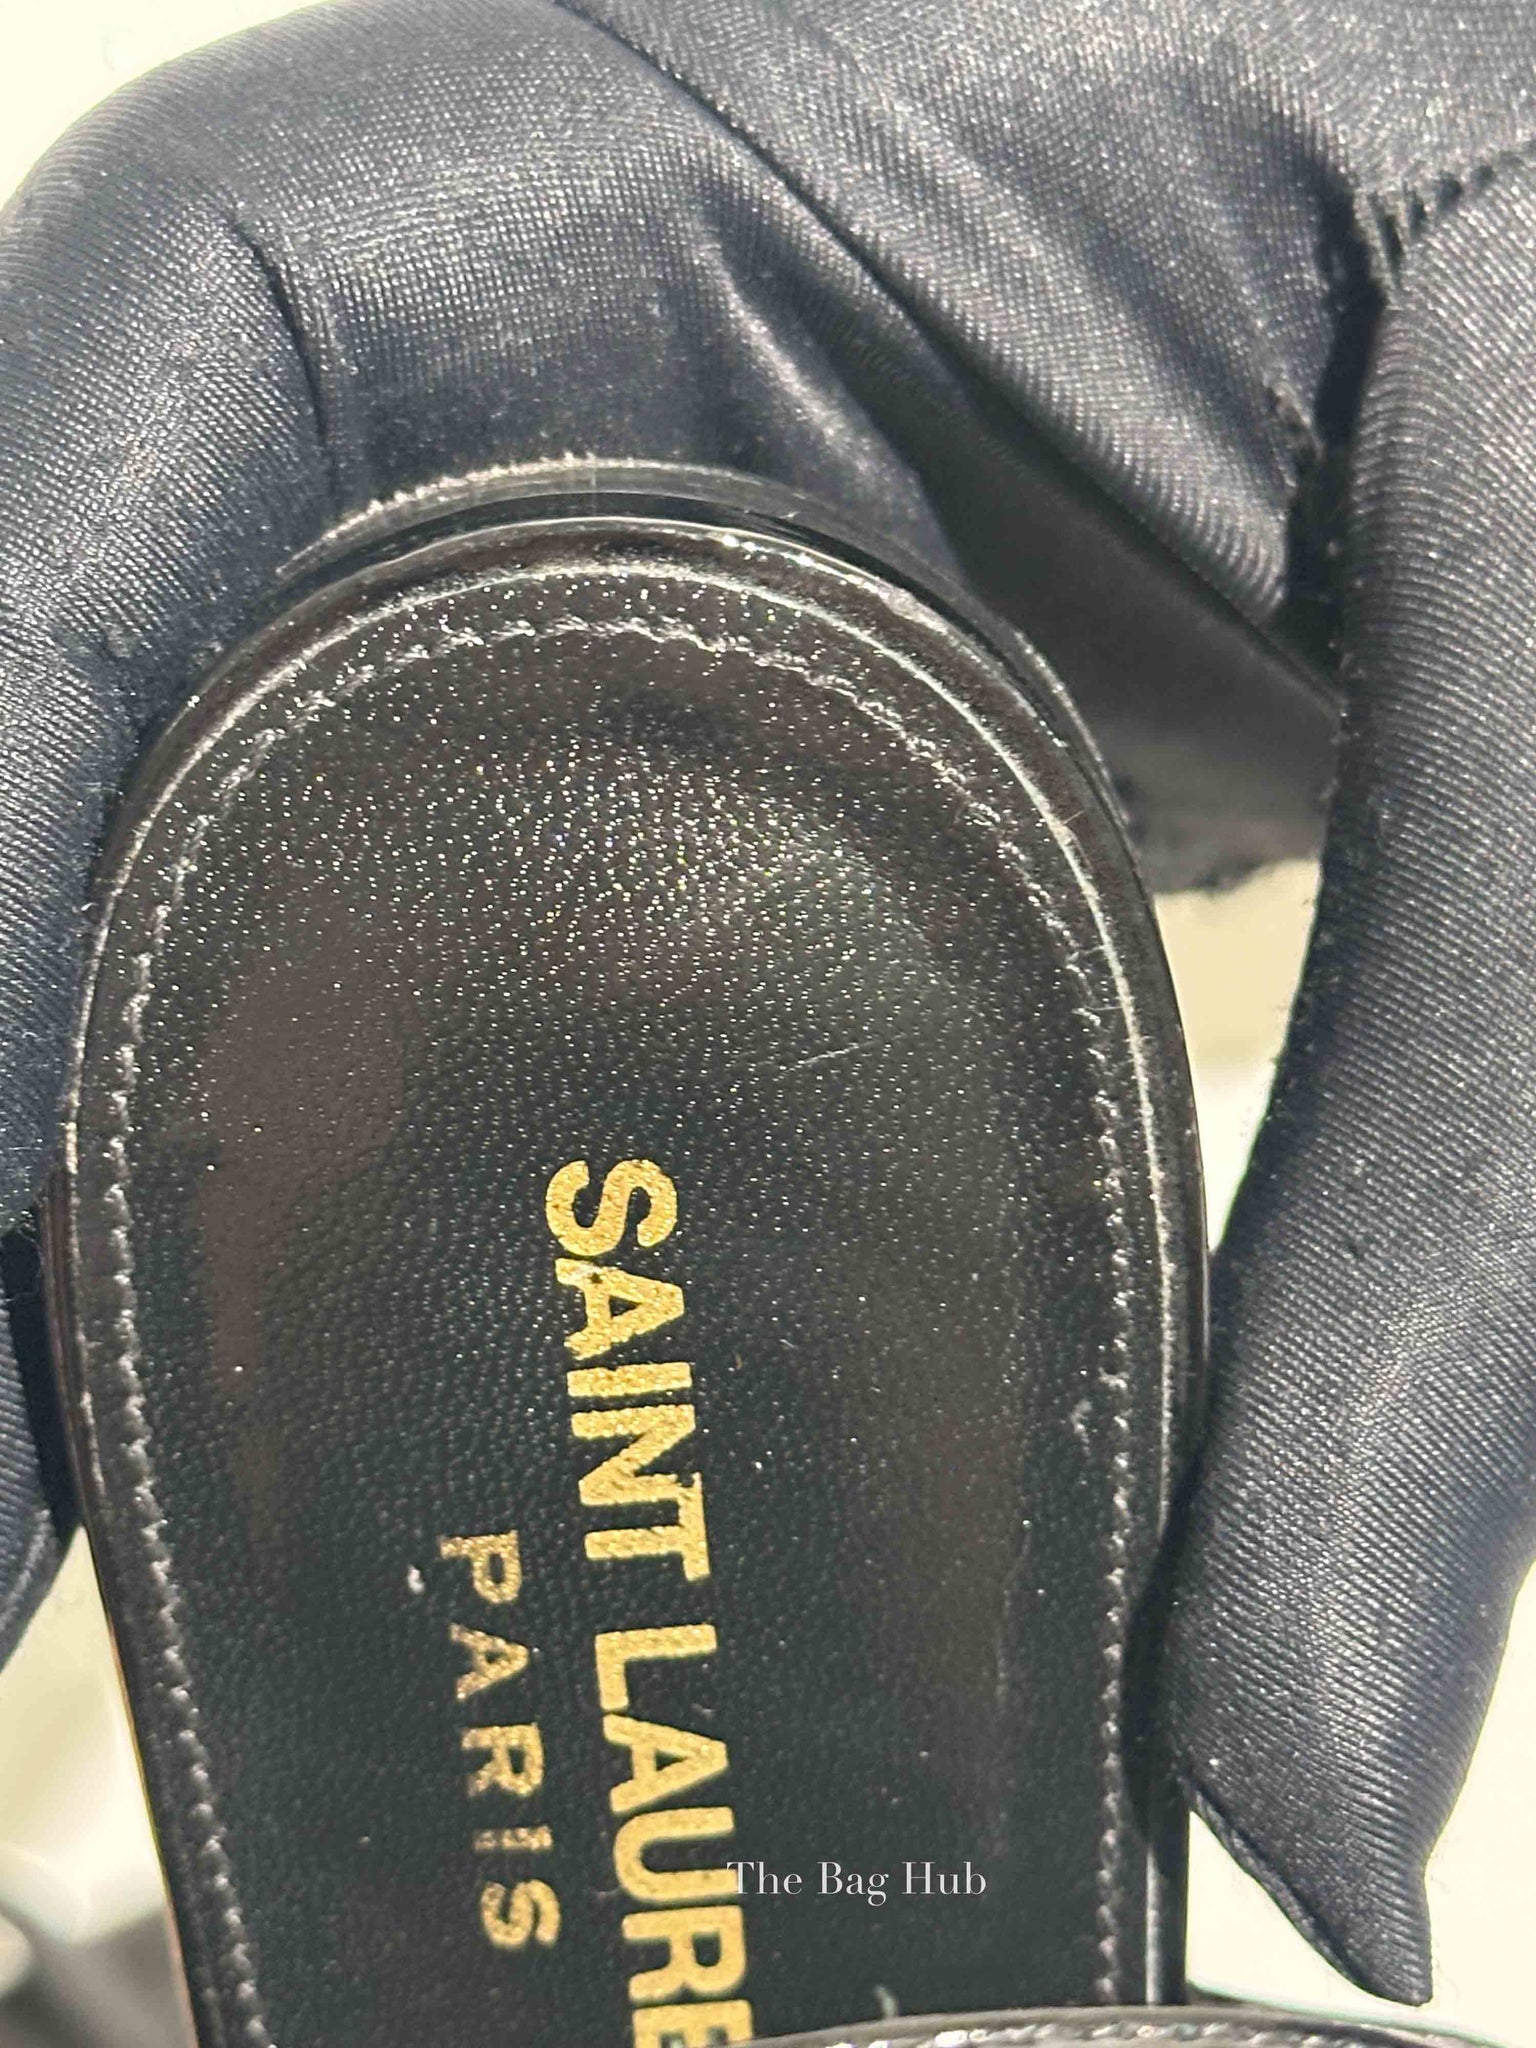 SAINT LAURE
PARIS
The Bag Hub